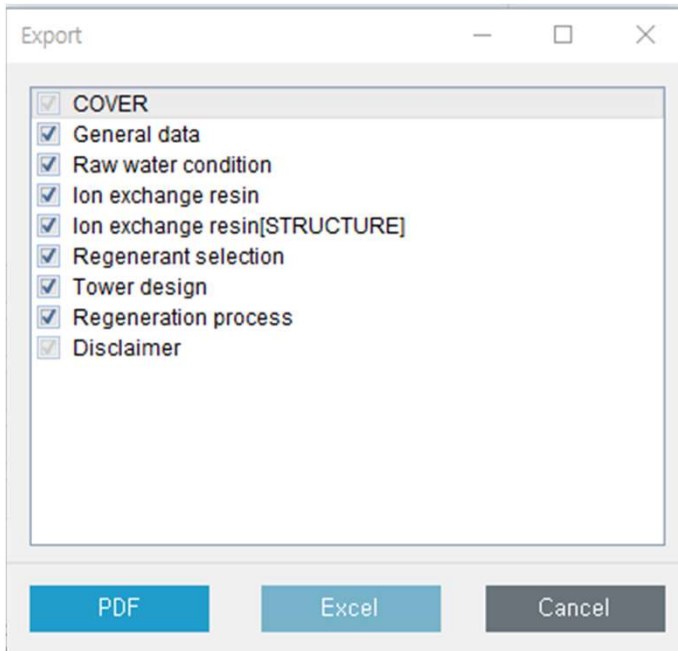 Export
COVER
General data
Raw water condition
Ion exchange resin
Ion exchange resin[STRUCTURE]
Regenerant selection
Tower design
Regeneration process
Disclaimer
PDF Excel Cancel